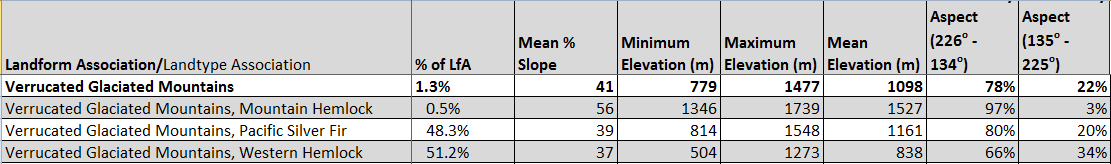 Landform Association/Landtype Association | % of LfA | Mean % Slope | Minimum Elevation (m) | Maximum Elevation (m) | Mean Elevation (m) | Aspect (226° - 134°) | Aspect (135° - 225°)
Verrucated Glaciated Mountains | 1.3% | 41 | 779 | 1477 | 1098 | 78% | 22%
Verrucated Glaciated Mountains, Mountain Hemlock | 0.5% | 56 | 1346 | 1739 | 1527 | 97% | 3%
Verrucated Glaciated Mountains, Pacific Silver Fir | 48.3% | 39 | 814 | 1548 | 1161 | 80% | 20%
Verrucated Glaciated Mountains, Western Hemlock | 51.2% | 37 | 504 | 1273 | 838 | 66% | 34%